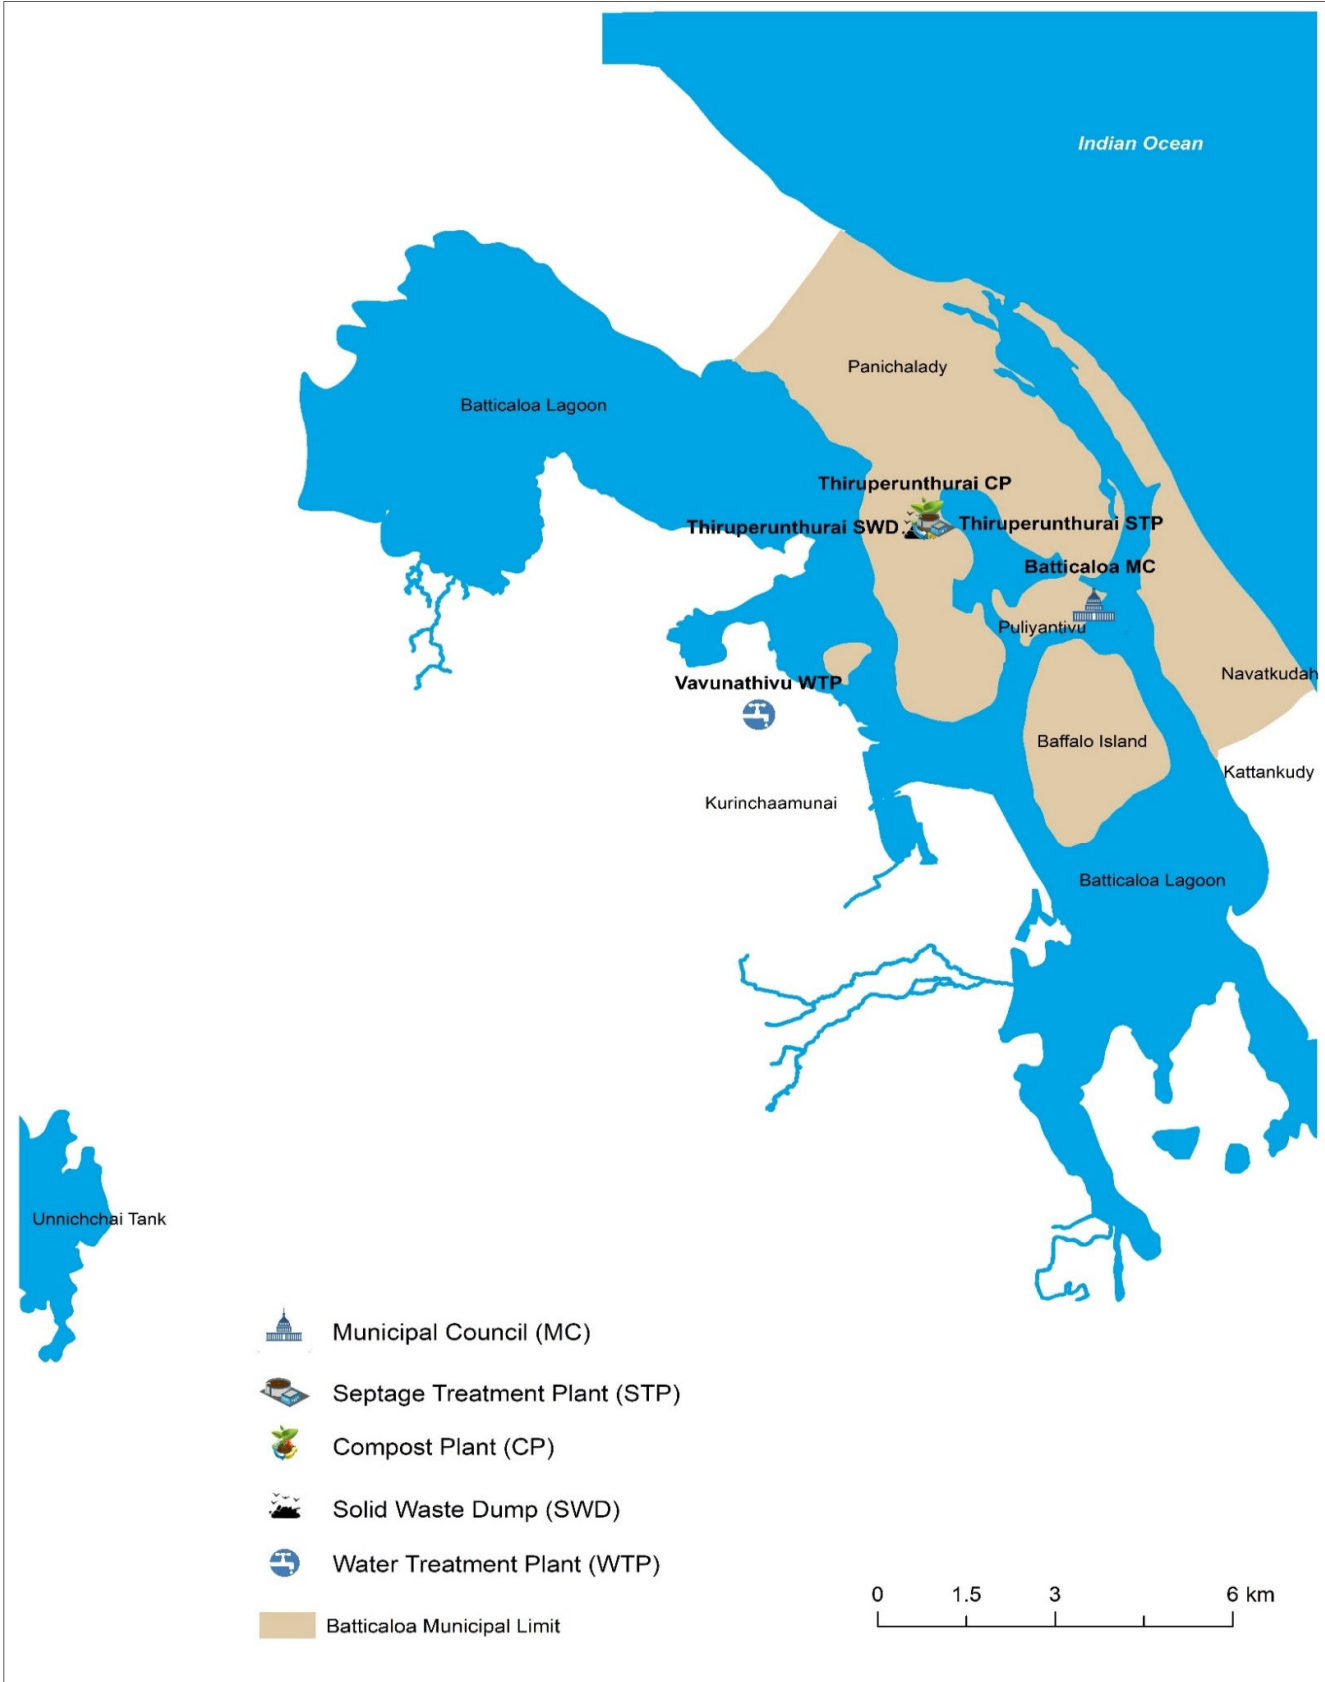 Indian Ocean
Panichalady
Batticaloa Lagoon
Thiruperunthurai CP
Thiruperunthurai SWD
Thiruperunthurai STP
Batticaloa MC
Puliyantivu
Navatkudah
Vavunathivu WTP
Baffalo Island
Kattankudy
Kurinchaamunai
Batticaloa Lagoon
Unnichchai Tank
Municipal Council (MC)
Septage Treatment Plant (STP)
Compost Plant (CP)
Solid Waste Dump (SWD)
Water Treatment Plant (WTP)
Batticaloa Municipal Limit
0 1.5 3 6 km